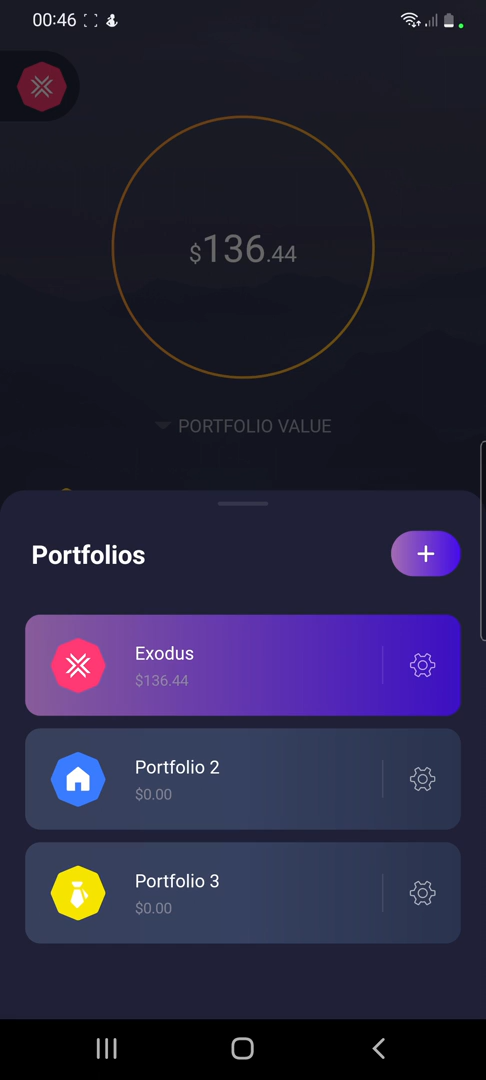 00:46
$136.44
PORTFOLIO VALUE
Portfolios
+
Exodus
$136.44
Portfolio 2
$0.00
Portfolio 3
$0.00